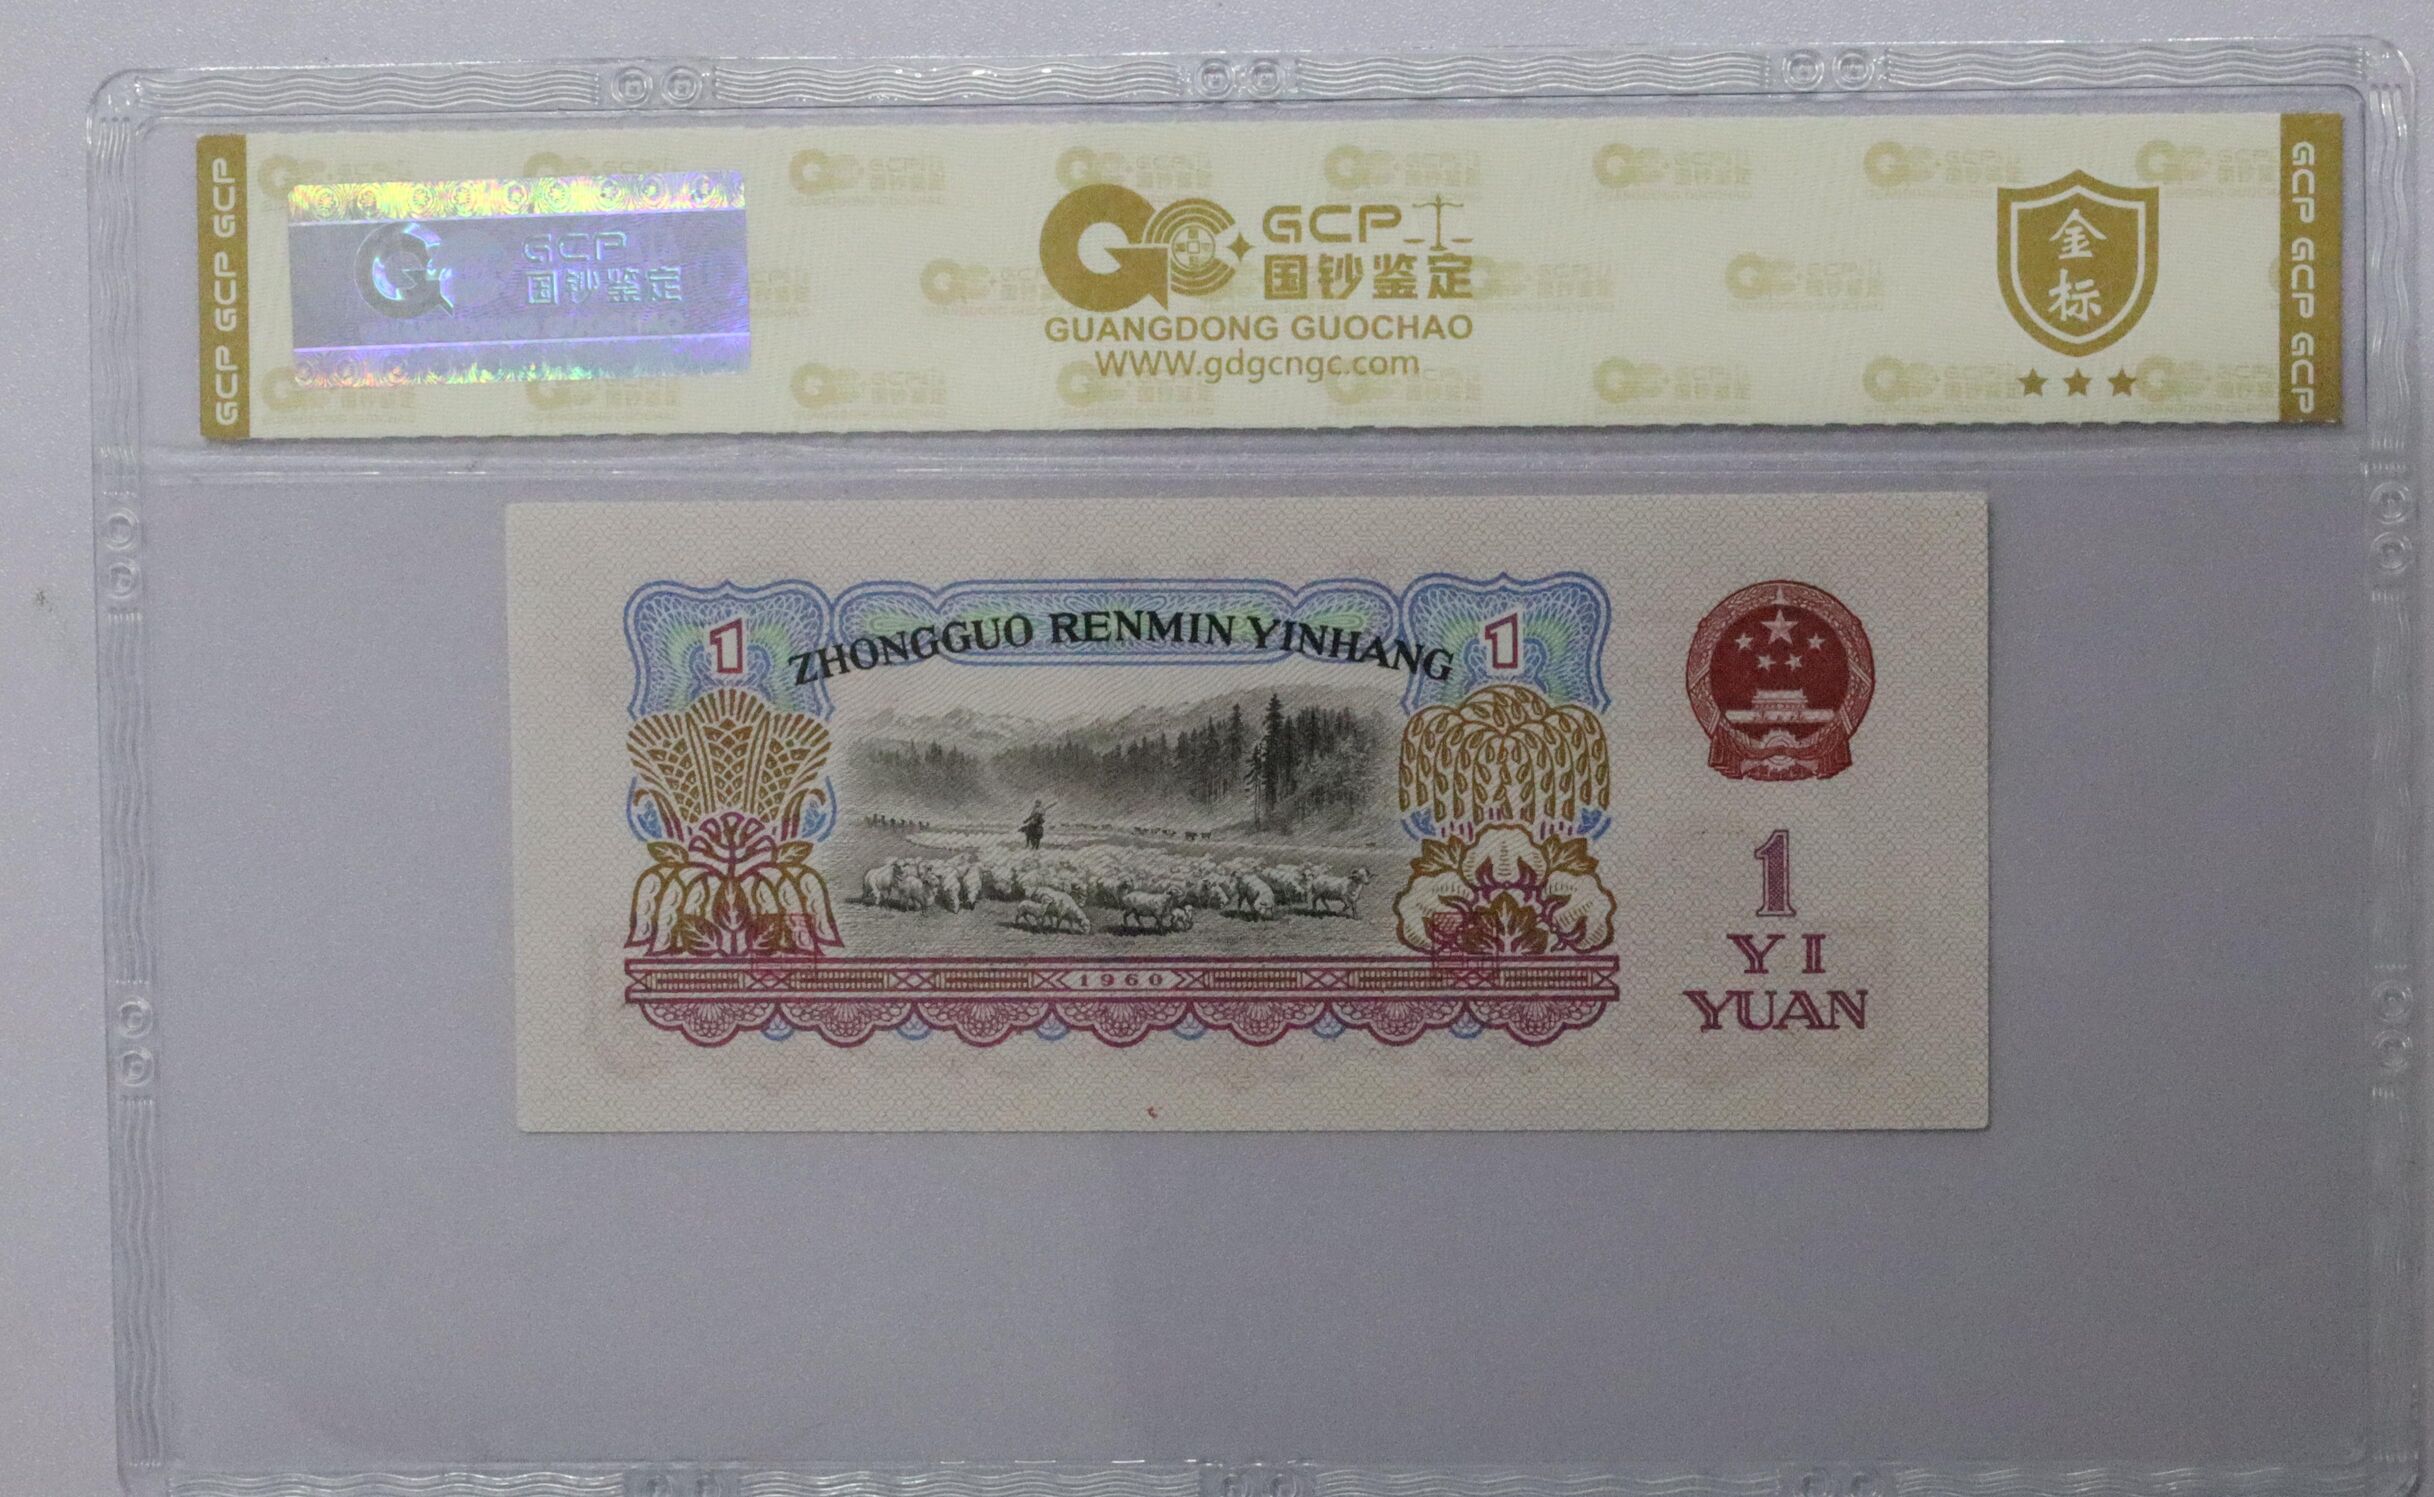 GCP GCP GCP
GCP
国钞鉴定
GCP
国钞鉴定
GUANGDONG GUOCHAO
WWW.gdgcngc.com
金
标
GCP GCP GCP
ZHONGGUO RENMIN YINHANG
1
1
1
YI
YUAN
1960